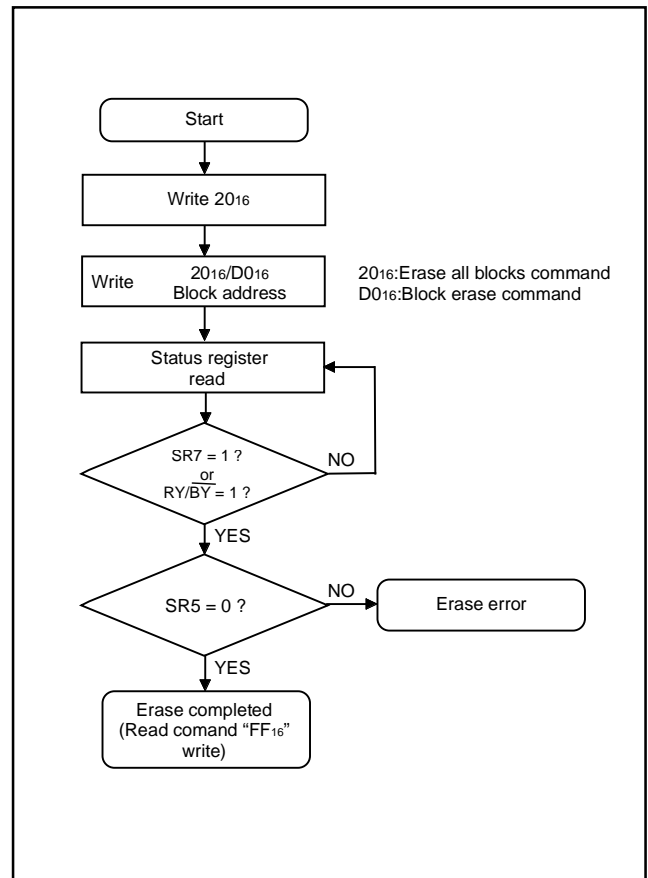 Start
Write 2016
Write 2016/D016
Block address
2016:Erase all blocks command
D016:Block erase command
Status register
read
SR7 = 1 ?
or
RY/BY = 1 ?
NO
YES
SR5 = 0 ?
NO
Erase error
YES
Erase completed
(Read comand “FF16”
write)